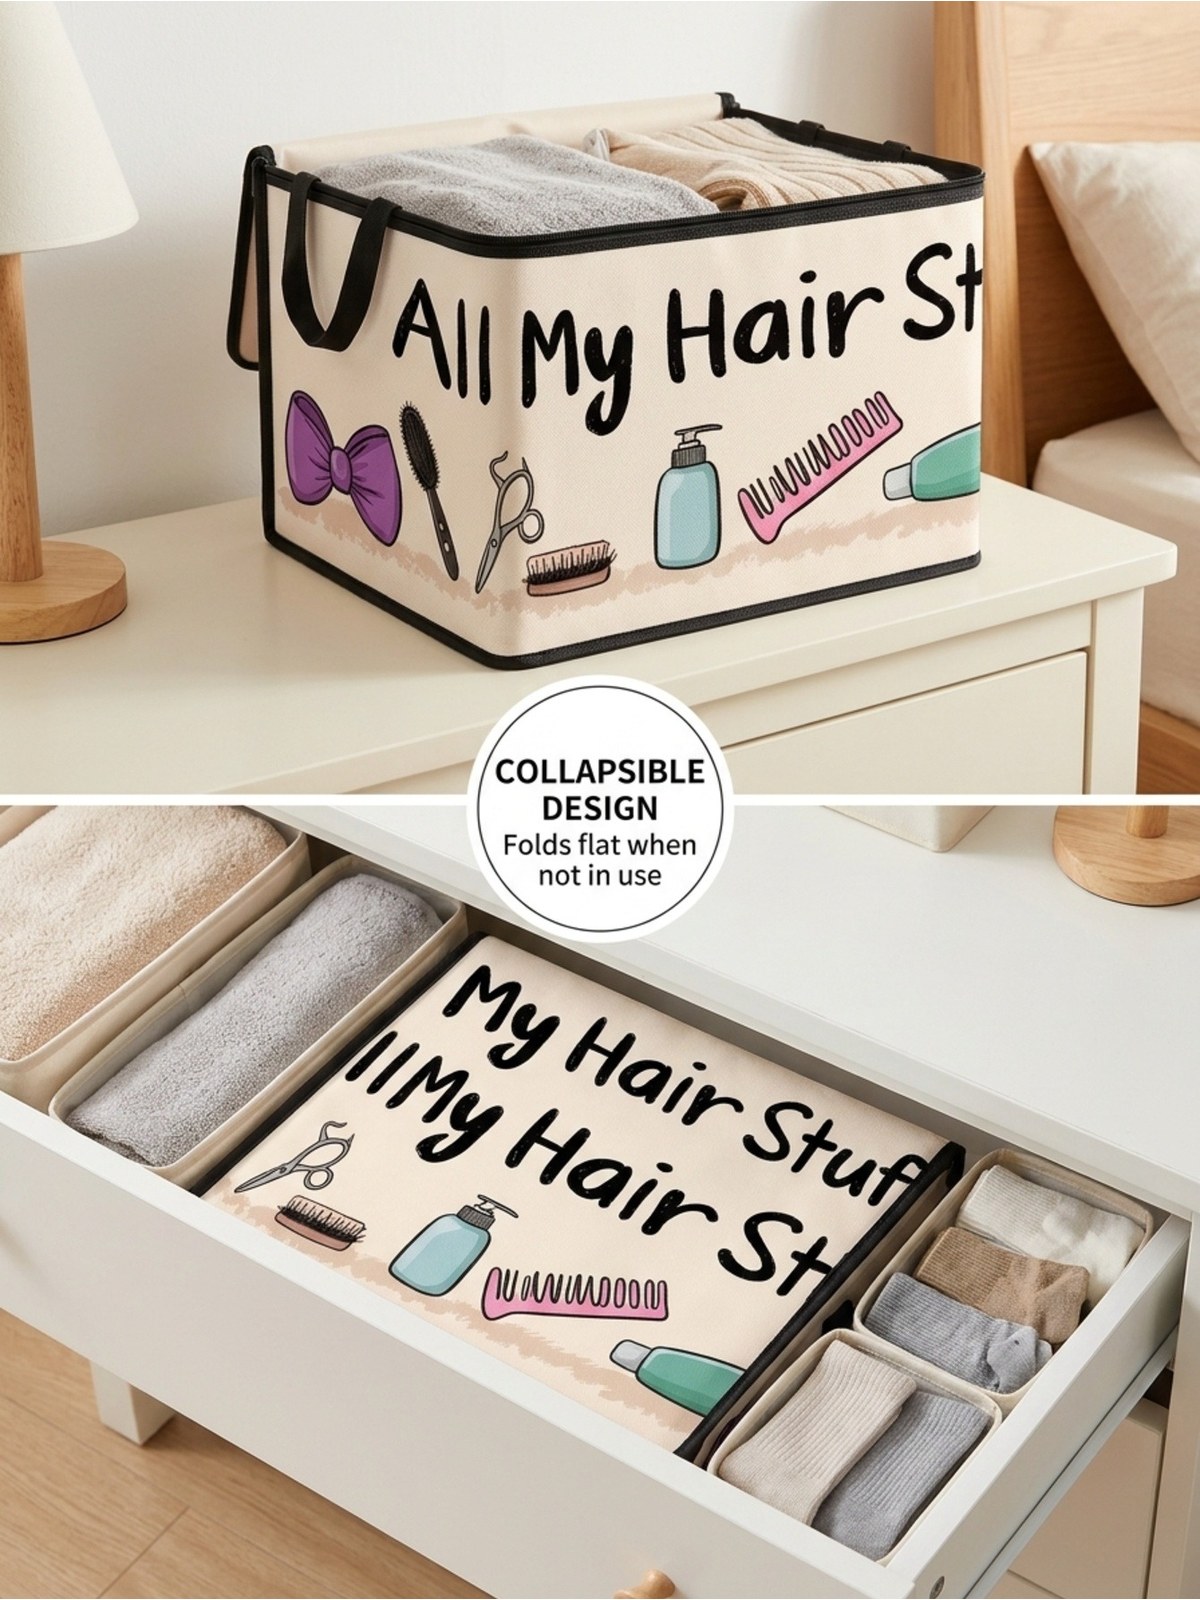 All My Hair St
COLLAPSIBLE
DESIGN
Folds flat when
not in use
My Hair Stuf
ll My Hair St